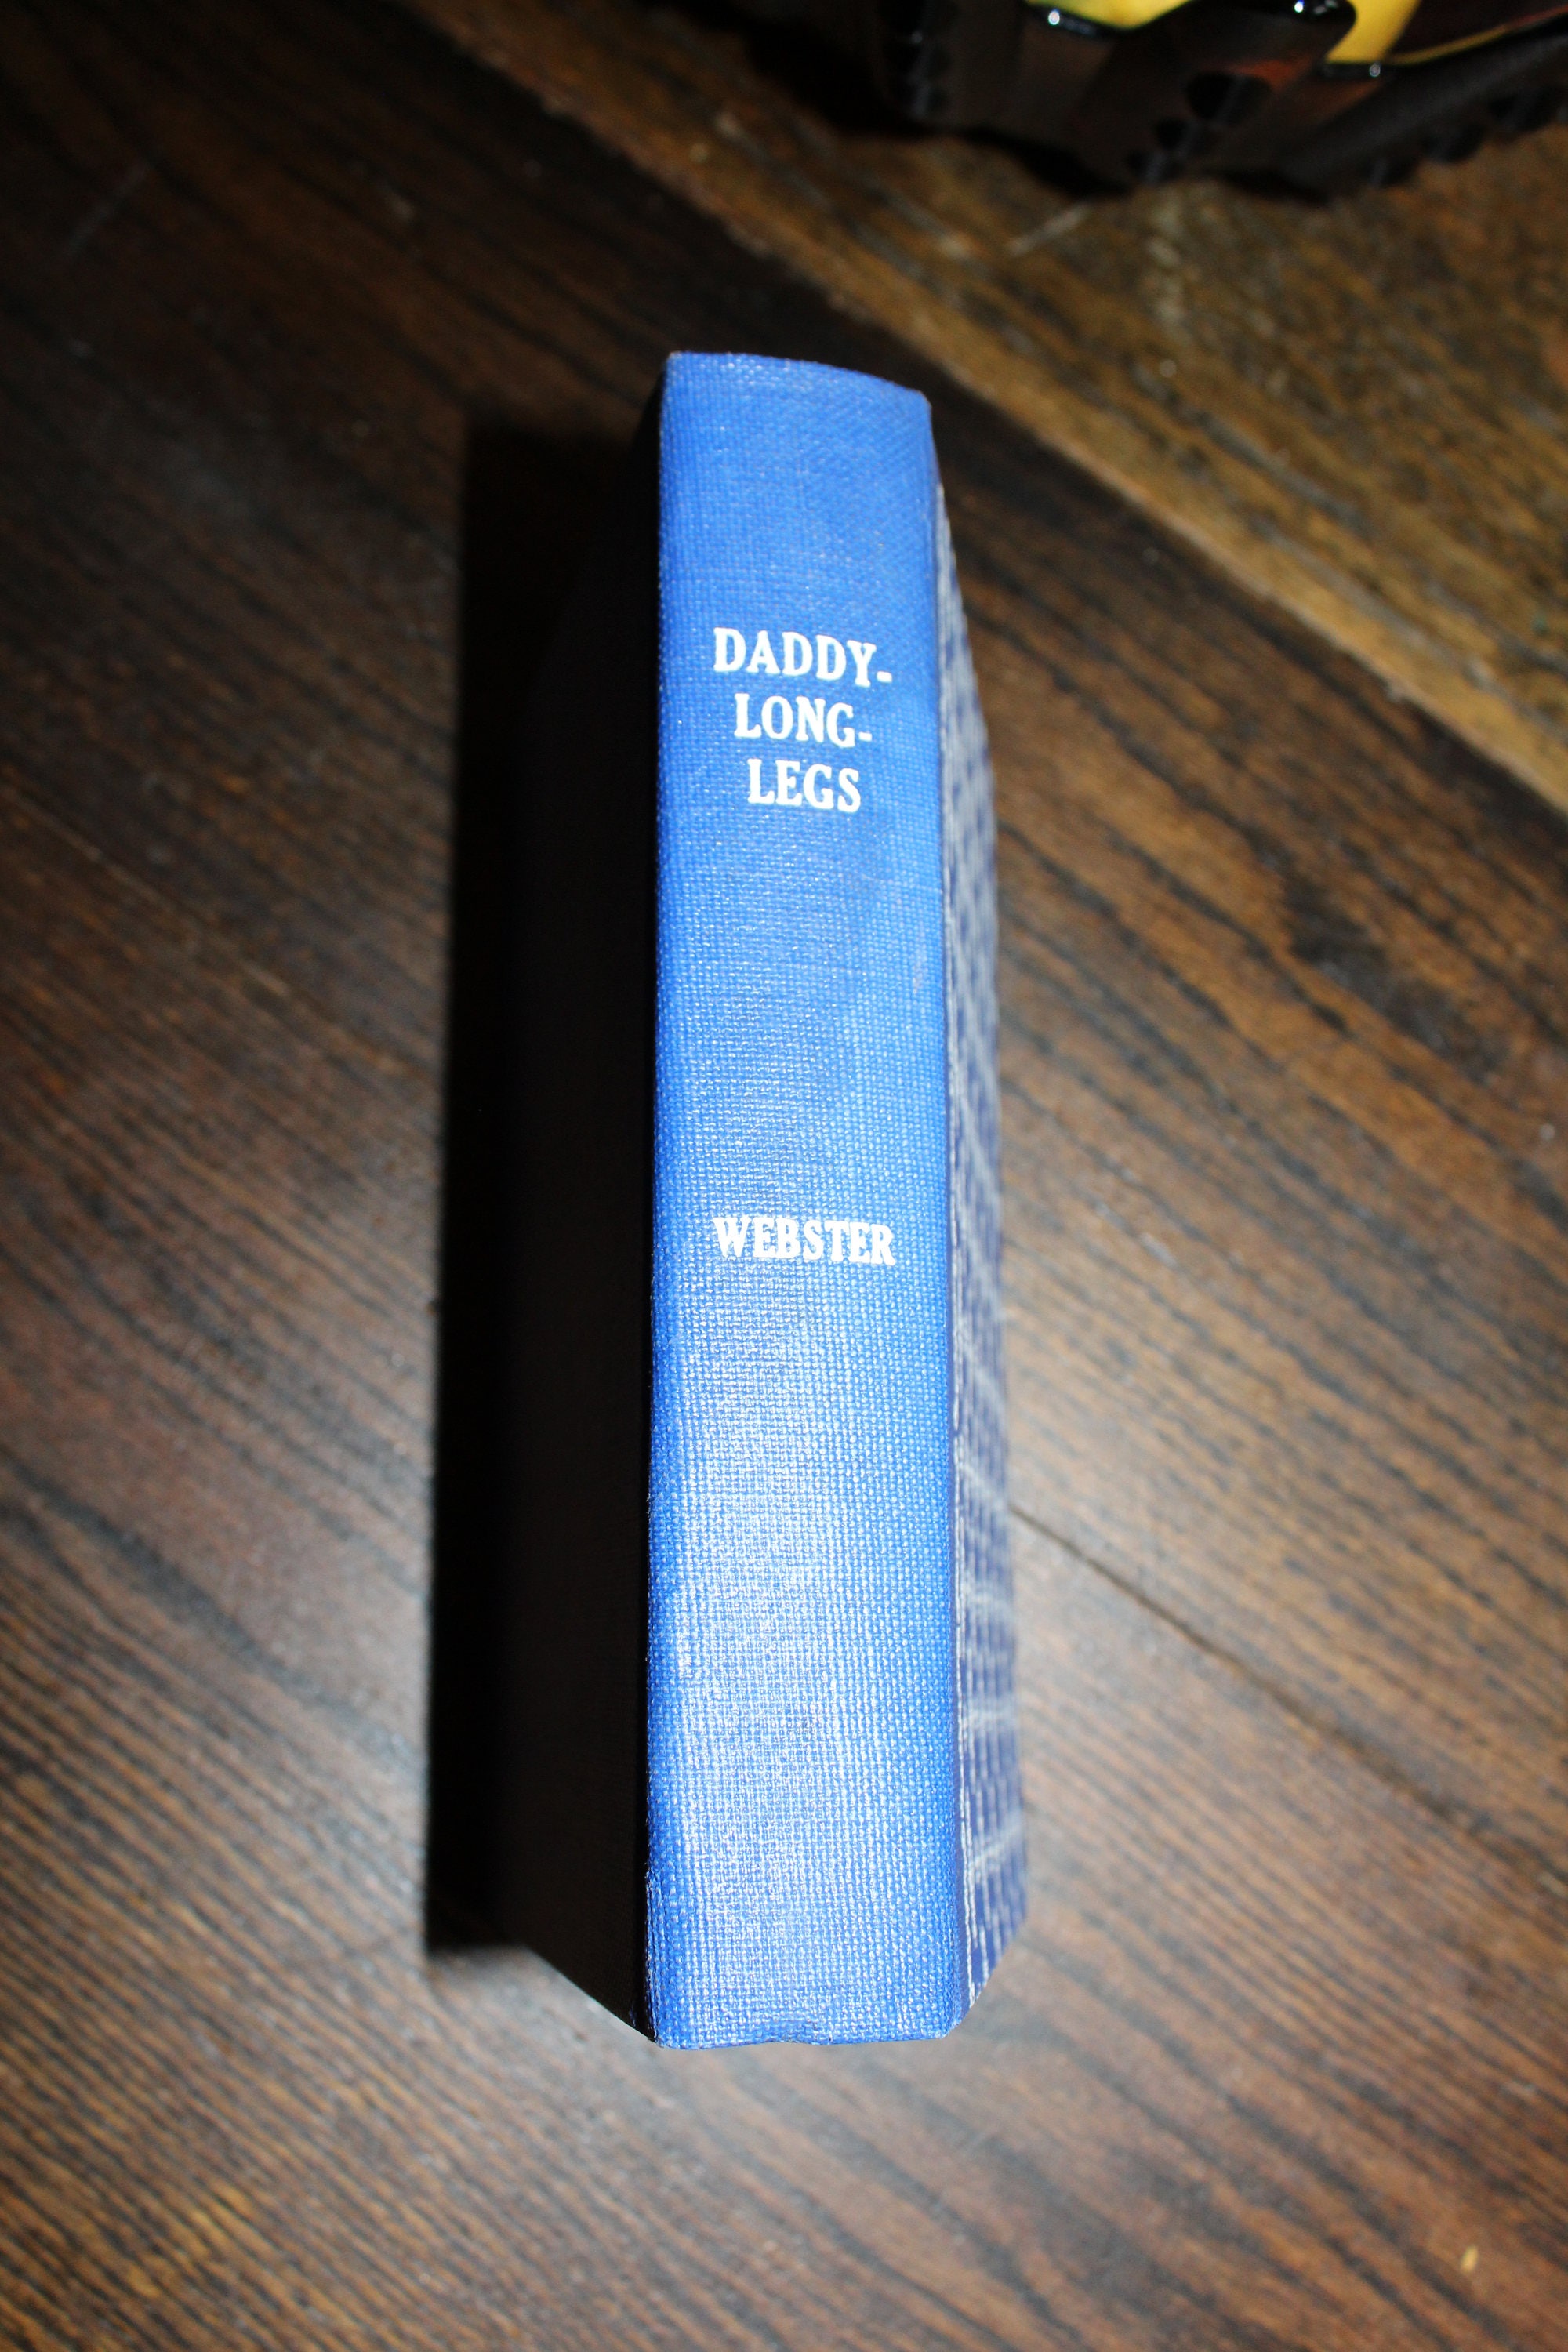 DADDY-
LONG-
LEGS
WEBSTER